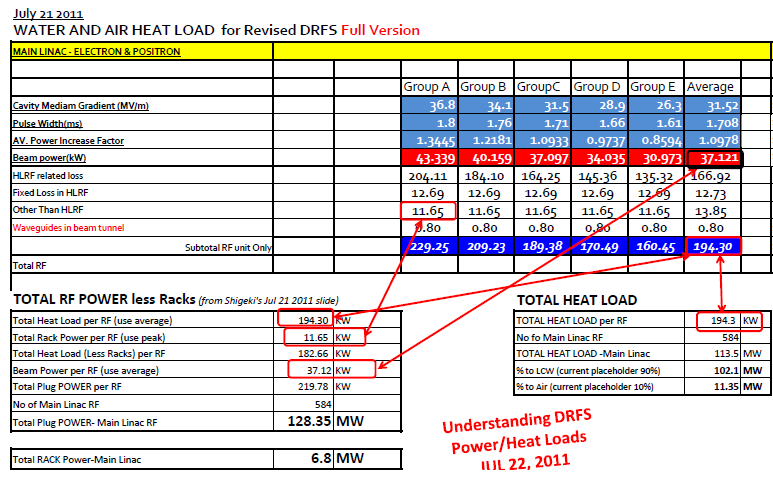 July 21 2011
WATER AND AIR HEAT LOAD for Revised DRFS Full Version
MAIN LINAC - ELECTRON & POSITRON
Group A Group B GroupC Group D Group E Average
Cavity Mediam Gradient (MV/m) 36.8 34.1 31.5 28.9 26.3 31.52
Pulse Width(ms) 1.8 1.76 1.71 1.66 1.61 1.708
AV. Power Increase Factor 1.3445 1.2181 1.0933 0.9737 0.8594 1.0978
Beam power(kW) 43.339 40.159 37.097 34.035 30.973 37.121
HLRF related loss 204.11 184.10 164.25 145.36 135.32 166.92
Fixed Loss in HLRF 12.69 12.69 12.69 12.69 12.69 12.73
Other Than HLRF 11.65 11.65 11.65 11.65 11.65 13.85
Waveguides in beam tunnel 0.80 0.80 0.80 0.80 0.80 0.80
Subtotal RF unit Only 229.25 209.23 189.38 170.49 160.45 194.30
Total RF
TOTAL RF POWER less Racks (from Shigeki's Jul 21 2011 slide)
Total Heat Load per RF (use average) 194.30 KW
Total Rack Power per RF (use peak) 11.65 KW
Total Heat Load (Less Racks) per RF 182.66 KW
Beam Power per RF (use average) 37.12 KW
Total Plug POWER per RF 219.78 KW
No of Main Linac RF 584
Total Plug POWER- Main Linac RF 128.35 MW
Total RACK Power-Main Linac 6.8 MW
TOTAL HEAT LOAD
TOTAL HEAT LOAD per RF 194.3 KW
No fo Main Linac RF 584
TOTAL HEAT LOAD -Main Linac 113.5 MW
% to LCW (current placeholder 90%) 102.1 MW
% to Air (current placeholder 10%) 11.35 MW
Understanding DRFS
Power/Heat Loads
JUL 22, 2011